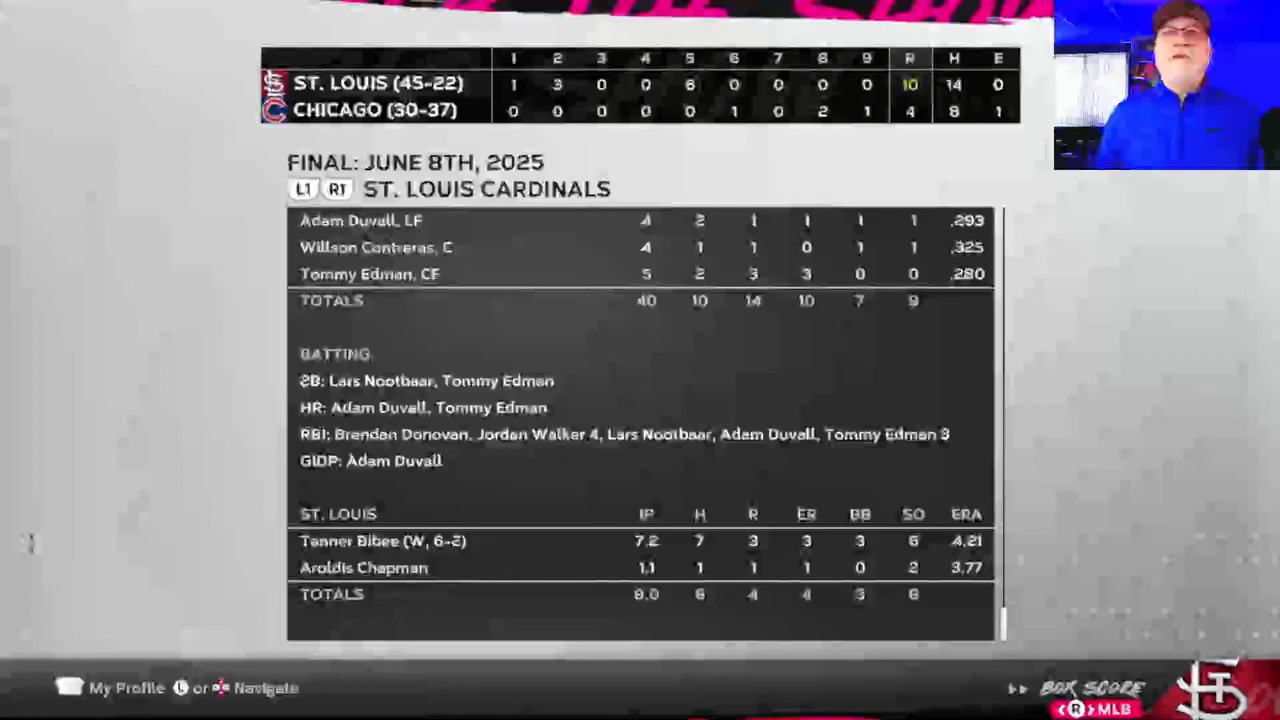 1 2 3 4 5 6 7 8 9 R H E
ST. LOUIS (45-22) 1 3 0 0 6 0 0 0 0 10 14 0
CHICAGO (30-37) 0 0 0 0 0 1 0 2 1 4 8 1
FINAL: JUNE 8TH, 2025
L1 R1 ST. LOUIS CARDINALS
Adam Duvall, LF 4 2 1 1 1 1 .293
Willson Contreras, C 4 1 1 0 1 1 .325
Tommy Edman, CF 5 2 3 3 0 0 .280
TOTALS 40 10 14 10 7 9
BATTING
2B: Lars Nootbaar, Tommy Edman
HR: Adam Duvall, Tommy Edman
RBI: Brendan Donovan, Jordan Walker 4, Lars Nootbaar, Adam Duvall, Tommy Edman 3
GIDP: Adam Duvall
ST. LOUIS IP H R ER BB SO ERA
Tanner Bibee (W, 6-2) 7.2 7 3 3 3 6 4.21
Aroldis Chapman 1.1 1 1 1 0 2 3.77
TOTALS 9.0 8 4 4 3 8
My Profile L or Navigate
BOX SCORE
R MLB